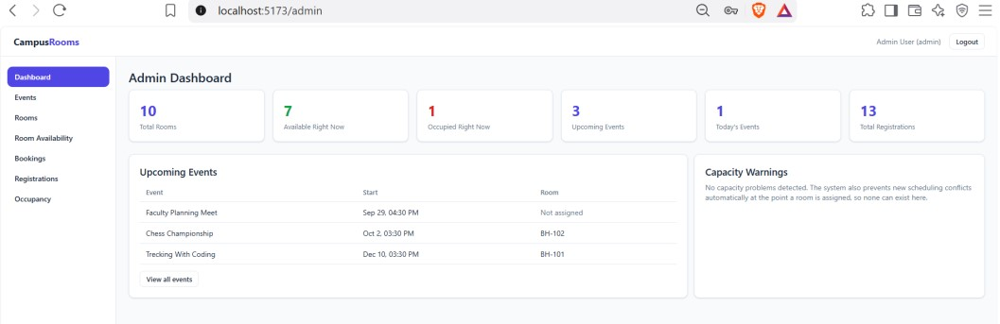 localhost:5173/admin
CampusRooms
Admin User (admin) Logout
Dashboard
Events
Rooms
Room Availability
Bookings
Registrations
Occupancy
Admin Dashboard
10
Total Rooms
7
Available Right Now
1
Occupied Right Now
3
Upcoming Events
1
Today's Events
13
Total Registrations
Upcoming Events
Event Start Room
Faculty Planning Meet Sep 29, 04:30 PM Not assigned
Chess Championship Oct 2, 03:30 PM BH-102
Trecking With Coding Dec 10, 03:30 PM BH-101
View all events
Capacity Warnings
No capacity problems detected. The system also prevents new scheduling conflicts
automatically at the point a room is assigned, so none can exist here.